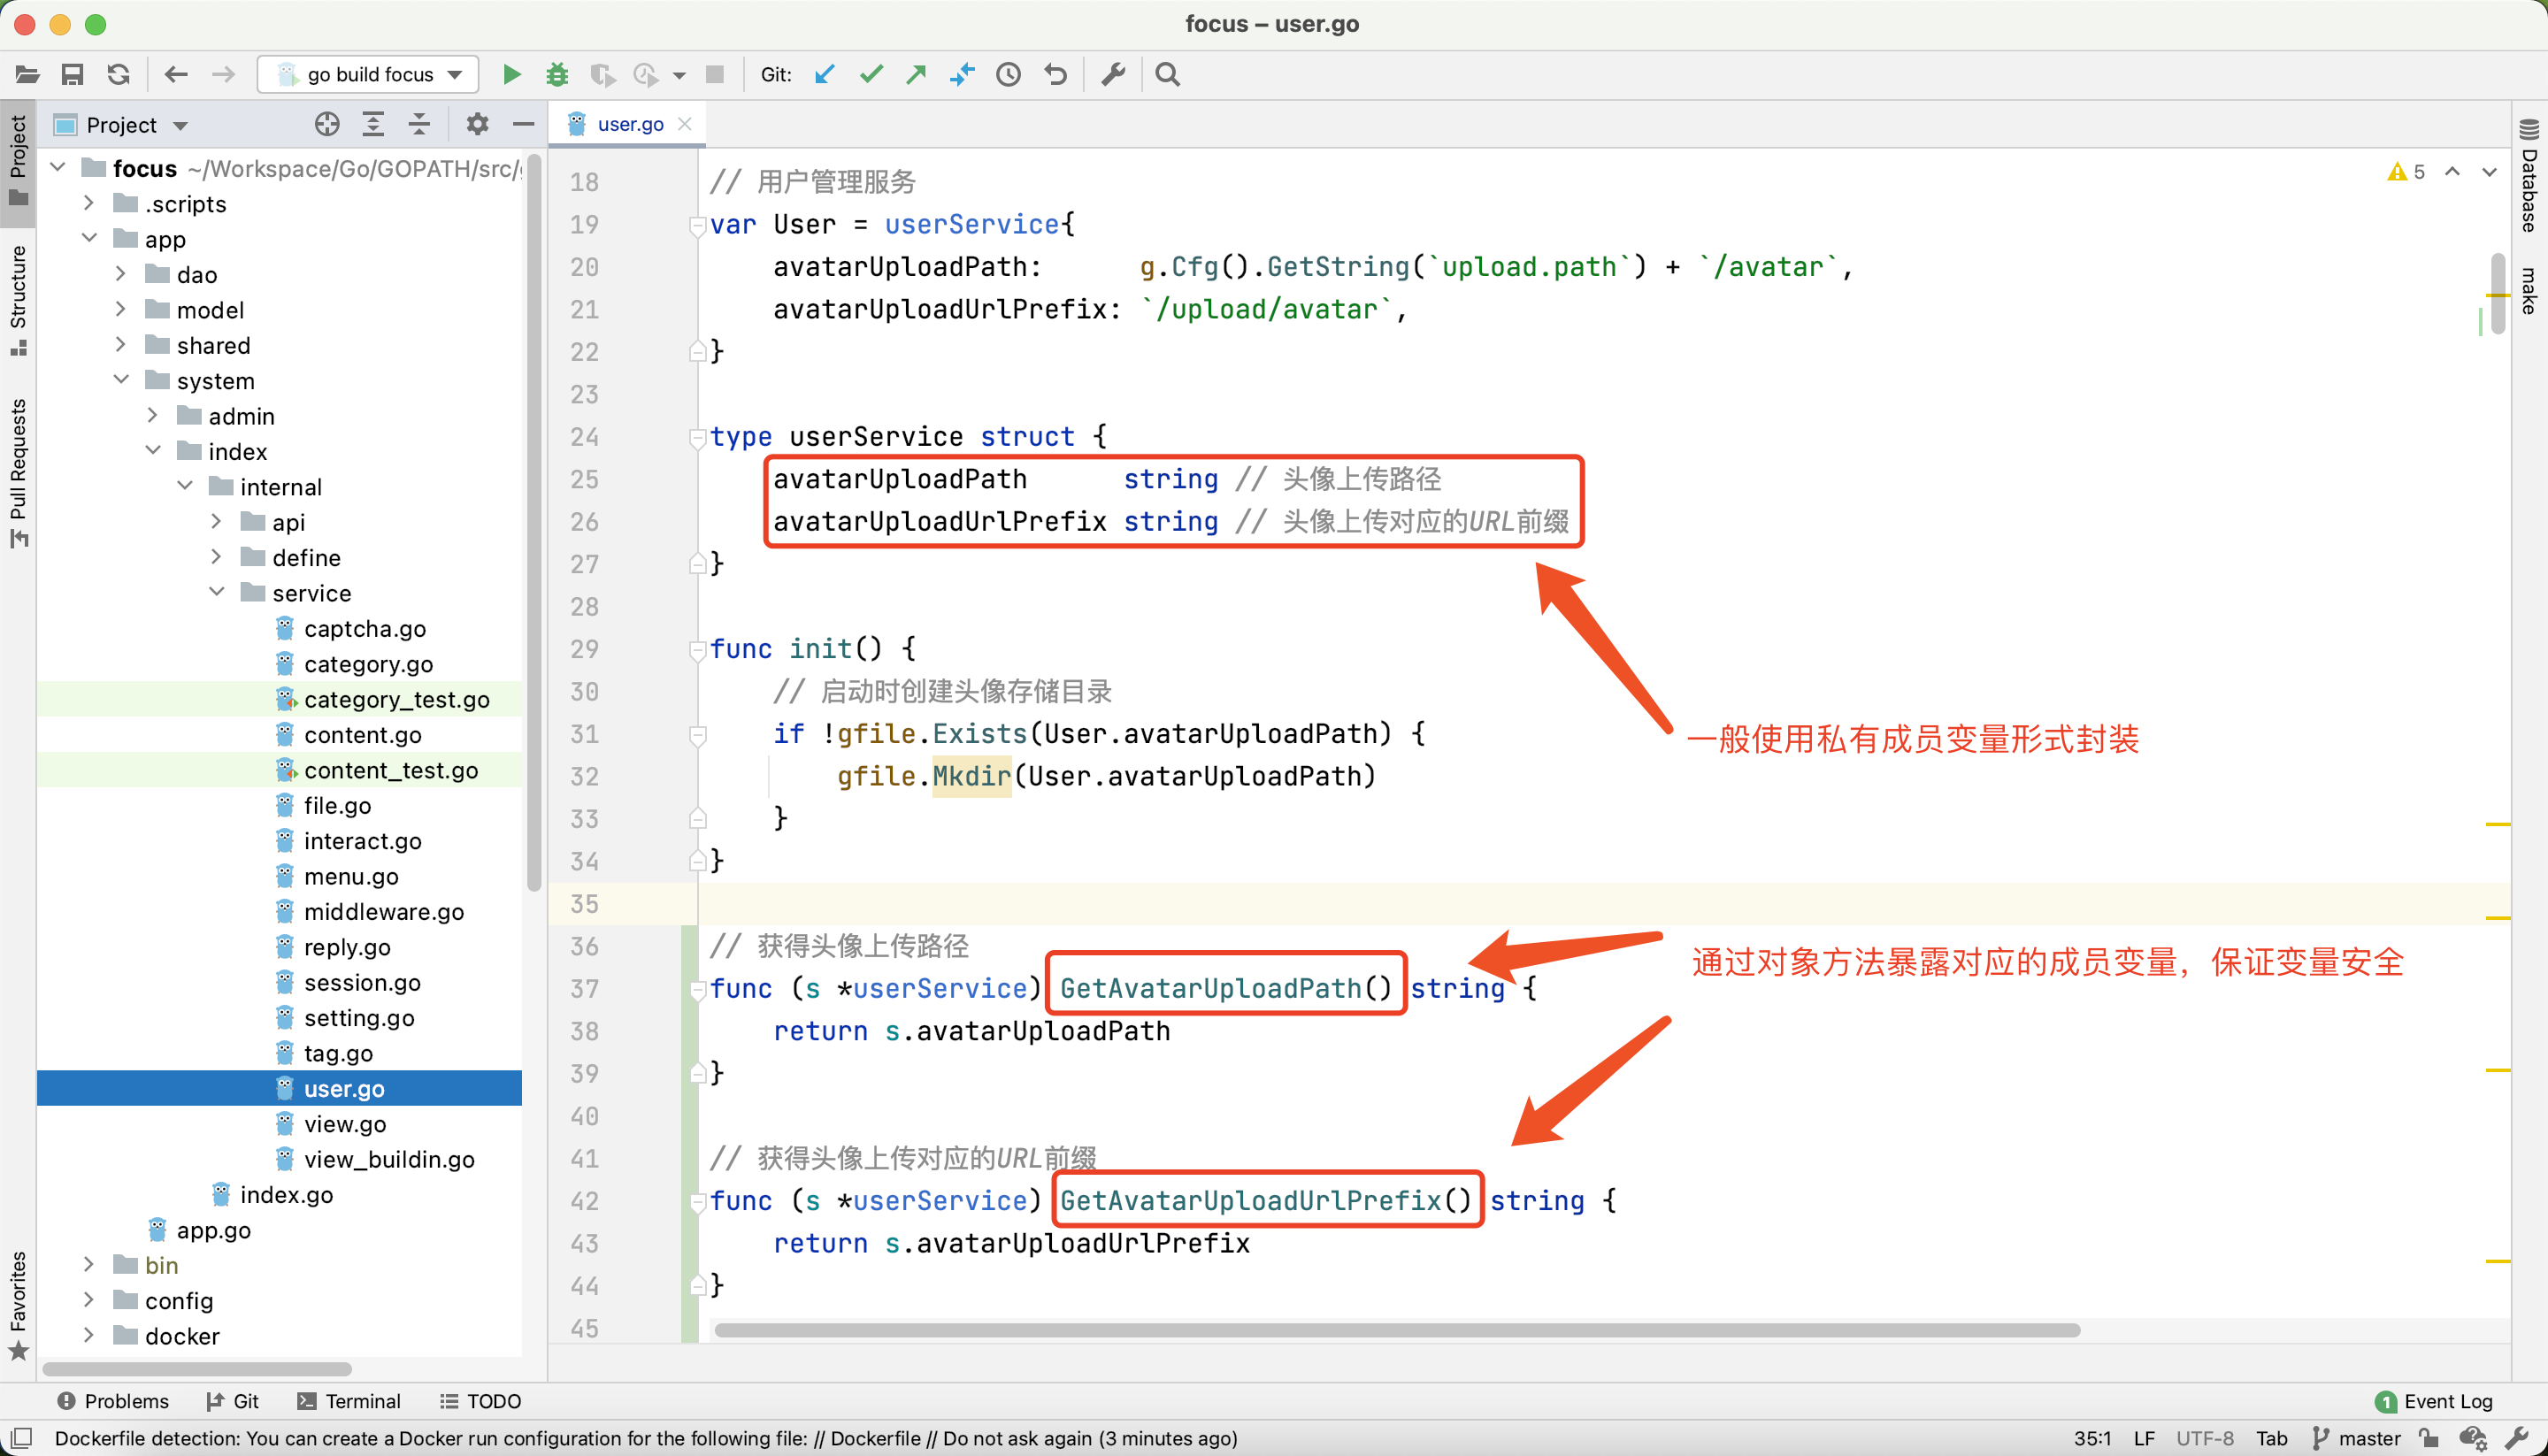 focus – user.go
go build focus
Git:
Project
user.go
Project
Structure
Pull Requests
Favorites
focus ~/Workspace/Go/GOPATH/src/
.scripts
app
dao
model
shared
system
admin
index
internal
api
define
service
captcha.go
category.go
category_test.go
content.go
content_test.go
file.go
interact.go
menu.go
middleware.go
reply.go
session.go
setting.go
tag.go
user.go
view.go
view_buildin.go
index.go
app.go
bin
config
docker
5
18 // 用户管理服务
19 var User = userService{
20 avatarUploadPath: g.Cfg().GetString(`upload.path`) + `/avatar`,
21 avatarUploadUrlPrefix: `/upload/avatar`,
22 }
23
24 type userService struct {
25 avatarUploadPath string // 头像上传路径
26 avatarUploadUrlPrefix string // 头像上传对应的URL前缀
27 }
28
29 func init() {
30 // 启动时创建头像存储目录
31 if !gfile.Exists(User.avatarUploadPath) {
一般使用私有成员变量形式封装
32 gfile.Mkdir(User.avatarUploadPath)
33 }
34 }
35
36 // 获得头像上传路径
通过对象方法暴露对应的成员变量，保证变量安全
37 func (s *userService) GetAvatarUploadPath() string {
38 return s.avatarUploadPath
39 }
40
41 // 获得头像上传对应的URL前缀
42 func (s *userService) GetAvatarUploadUrlPrefix() string {
43 return s.avatarUploadUrlPrefix
44 }
45
Database
make
Problems
Git
Terminal
TODO
1 Event Log
Dockerfile detection: You can create a Docker run configuration for the following file: // Dockerfile // Do not ask again (3 minutes ago)
35:1 LF UTF-8 Tab master